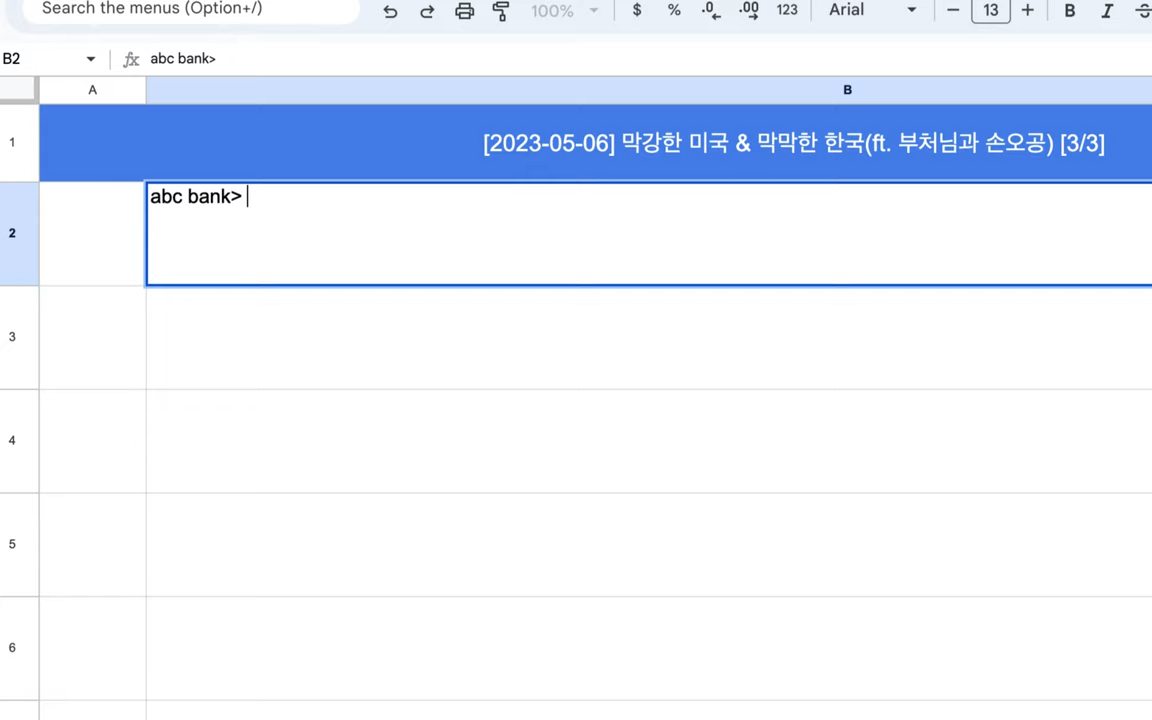 Search the menus (Option+/)
100%
$ % .0 .00 123
Arial
13
B I S
B2
fx abc bank>
A B
1 [2023-05-06] 막강한 미국 & 막막한 한국(ft. 부처님과 손오공) [3/3]
2 abc bank>
3
4
5
6